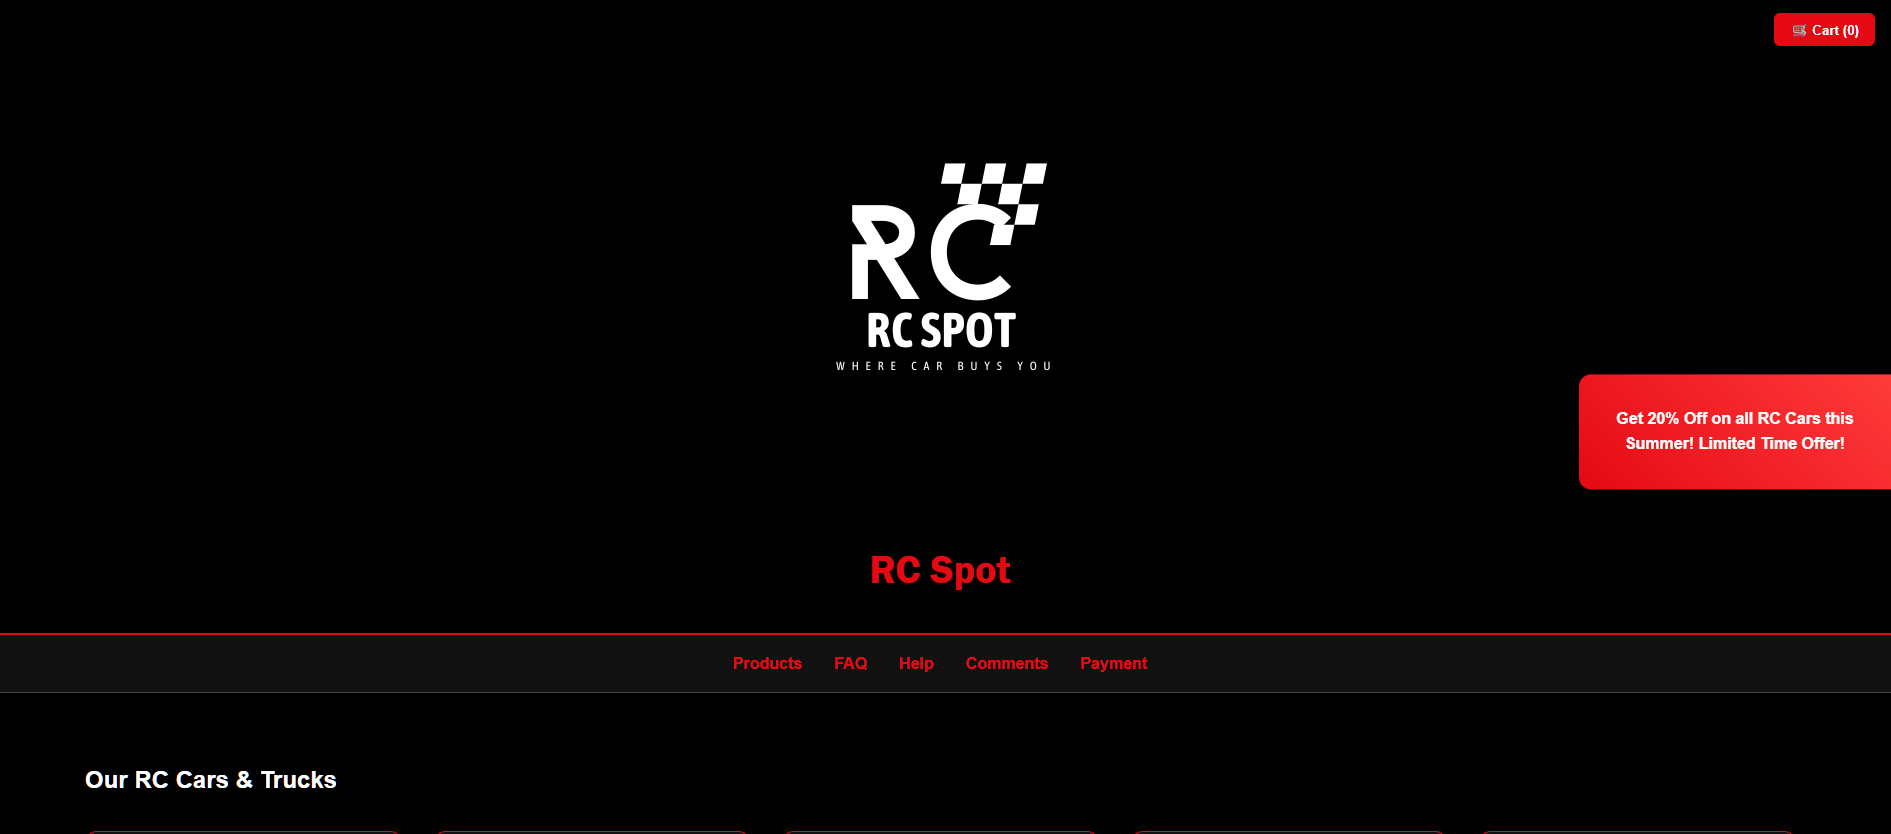 🛒 Cart (0)
RC
RC SPOT
WHERE CAR BUYS YOU
Get 20% Off on all RC Cars this
Summer! Limited Time Offer!
RC Spot
Products FAQ Help Comments Payment
Our RC Cars & Trucks